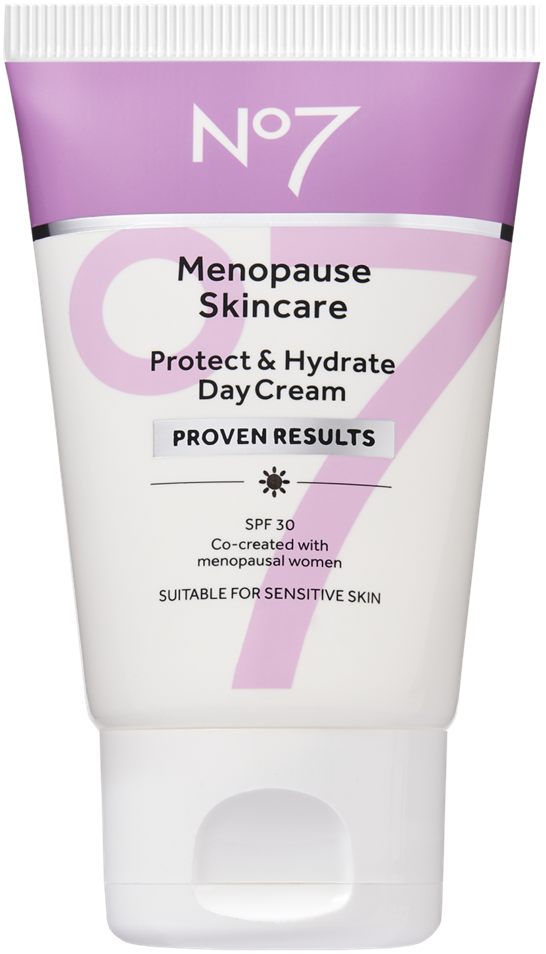 No7
Menopause
Skincare
Protect & Hydrate
Day Cream
PROVEN RESULTS
SPF 30
Co-created with
menopausal women
SUITABLE FOR SENSITIVE SKIN